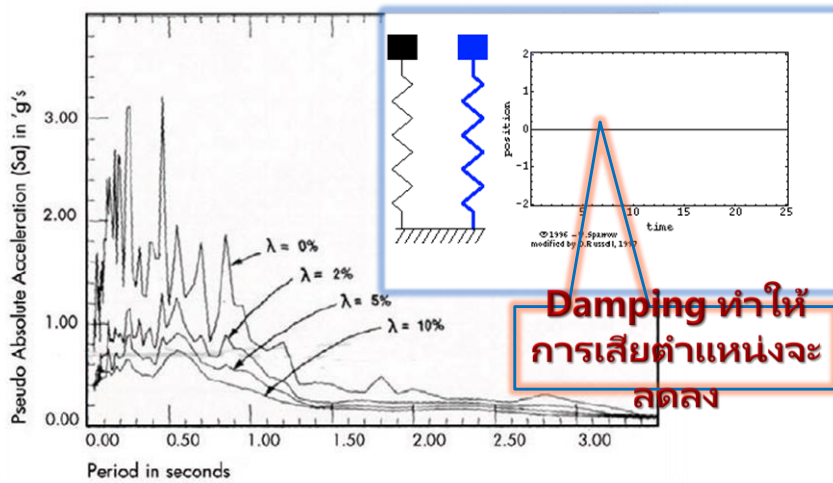 Pseudo Absolute Acceleration (Sa) in 'g's
3.00
2.00
1.00
0.00
0.00
0.50
1.00
1.50
2.00
2.50
3.00
Period in seconds
λ = 0%
λ = 2%
λ = 5%
λ = 10%
position
2
1
0
-1
-2
5
10
15
20
25
time
©1996 - D.Sparrow
modified by D.Russell, 1997
Damping ทำให้
การเสียตำแหน่งจะ
ลดลง